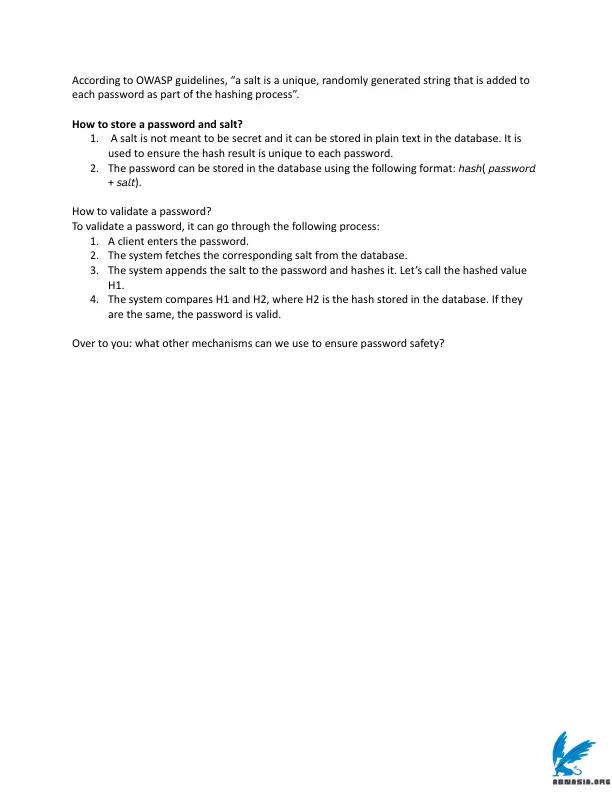 According to OWASP guidelines, “a salt is a unique, randomly generated string that is added to
each password as part of the hashing process”.
How to store a password and salt?
1. A salt is not meant to be secret and it can be stored in plain text in the database. It is
used to ensure the hash result is unique to each password.
2. The password can be stored in the database using the following format: hash( password
+ salt).
How to validate a password?
To validate a password, it can go through the following process:
1. A client enters the password.
2. The system fetches the corresponding salt from the database.
3. The system appends the salt to the password and hashes it. Let’s call the hashed value
H1.
4. The system compares H1 and H2, where H2 is the hash stored in the database. If they
are the same, the password is valid.
Over to you: what other mechanisms can we use to ensure password safety?
ABNASIA.ORG